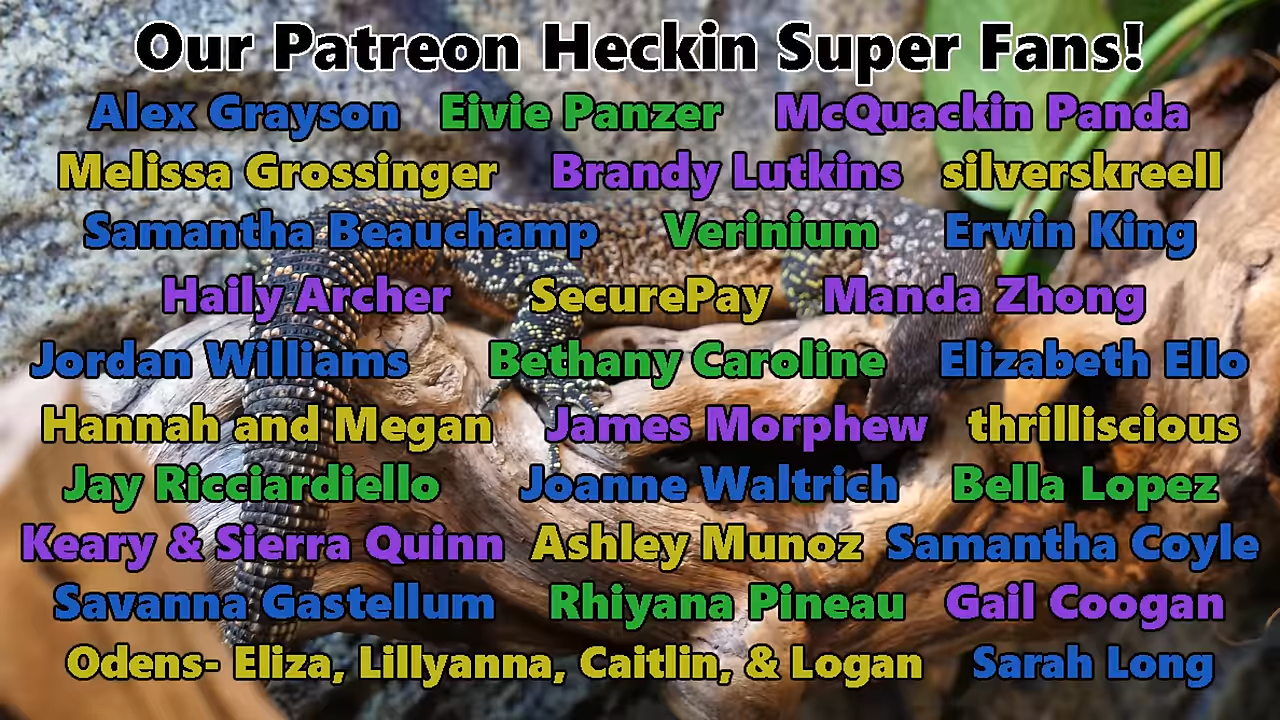 Our Patreon Heckin Super Fans!
Alex Grayson Eivie Panzer McQuackin Panda
Melissa Grossinger Brandy Lutkins silverskreell
Samantha Beauchamp Verinium Erwin King
Haily Archer SecurePay Manda Zhong
Jordan Williams Bethany Caroline Elizabeth Ello
Hannah and Megan James Morphew thrilliscious
Jay Ricciardiello Joanne Waltrich Bella Lopez
Keary & Sierra Quinn Ashley Munoz Samantha Coyle
Savanna Gastellum Rhiyana Pineau Gail Coogan
Odens- Eliza, Lillyanna, Caitlin, & Logan Sarah Long